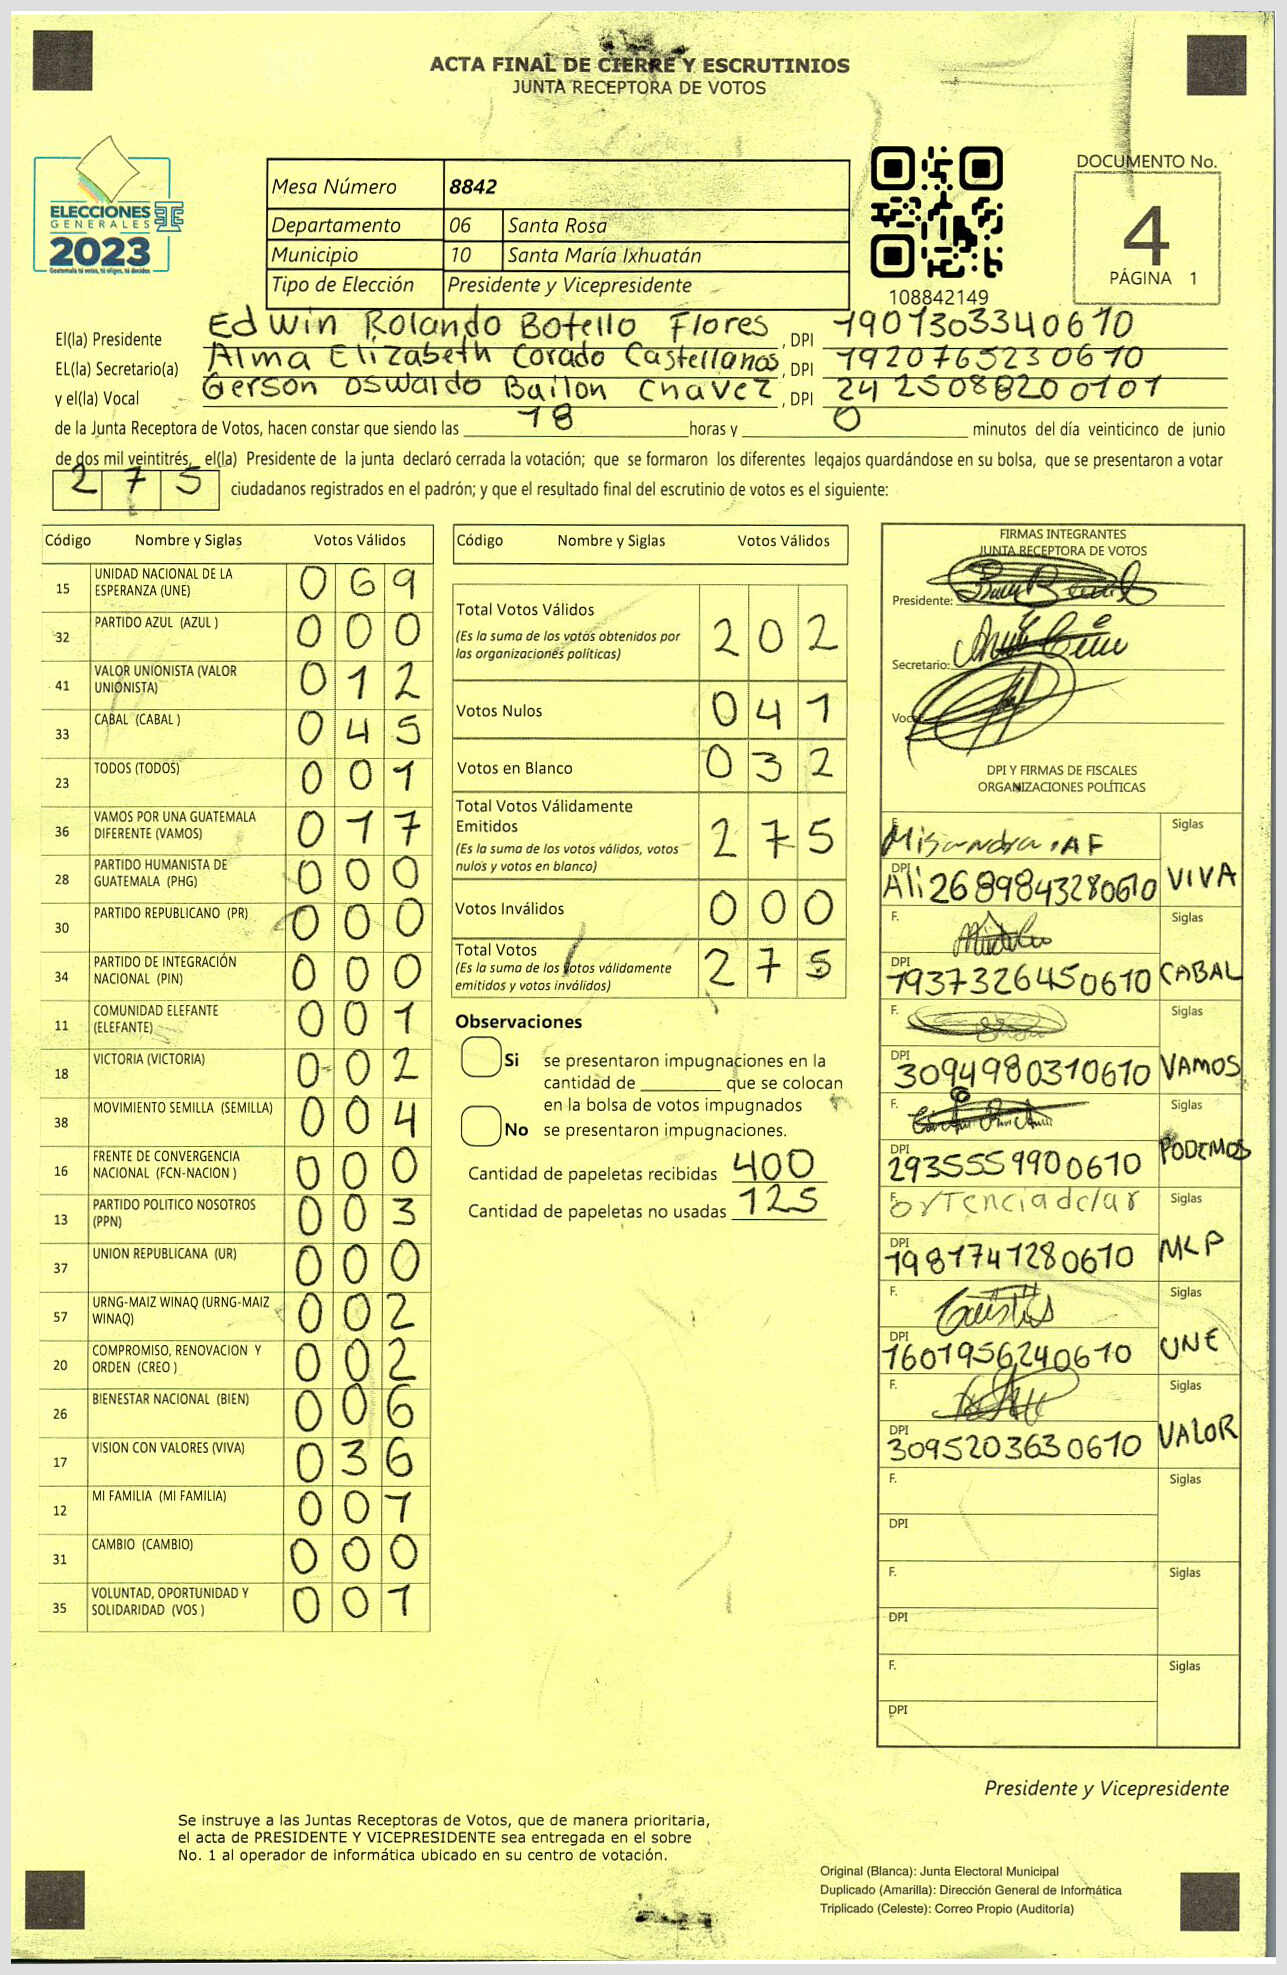 ACTA FINAL DE CIERRE Y ESCRUTINIOS
JUNTA RECEPTORA DE VOTOS
ELECCIONES
GENERALES
2023
Guatemala tú votas, tú eliges, tú decides
Mesa Número 8842
Departamento 06 Santa Rosa
Municipio 10 Santa María Ixhuatán
Tipo de Elección Presidente y Vicepresidente
108842149
DOCUMENTO No.
4
PÁGINA 1
El(la) Presidente Edwin Rolando Botello Flores, DPI 1901303340610
EL(la) Secretario(a) Alma Elizabeth Corado Castellanos, DPI 1920765230610
y el(la) Vocal Gerson Oswaldo Bailon Chavez, DPI 2425088200101
de la Junta Receptora de Votos, hacen constar que siendo las 18 horas y 0 minutos del día veinticinco de junio
de dos mil veintitrés, el(la) Presidente de la junta declaró cerrada la votación; que se formaron los diferentes legajos guardándose en su bolsa, que se presentaron a votar
275 ciudadanos registrados en el padrón; y que el resultado final del escrutinio de votos es el siguiente:
Código Nombre y Siglas Votos Válidos
15 UNIDAD NACIONAL DE LA ESPERANZA (UNE) 069
32 PARTIDO AZUL (AZUL ) 000
41 VALOR UNIONISTA (VALOR UNIONISTA) 012
33 CABAL (CABAL ) 045
23 TODOS (TODOS) 001
36 VAMOS POR UNA GUATEMALA DIFERENTE (VAMOS) 017
28 PARTIDO HUMANISTA DE GUATEMALA (PHG) 000
30 PARTIDO REPUBLICANO (PR) 000
34 PARTIDO DE INTEGRACIÓN NACIONAL (PIN) 000
11 COMUNIDAD ELEFANTE (ELEFANTE) 001
18 VICTORIA (VICTORIA) 002
38 MOVIMIENTO SEMILLA (SEMILLA) 004
16 FRENTE DE CONVERGENCIA NACIONAL (FCN-NACION ) 000
13 PARTIDO POLITICO NOSOTROS (PPN) 003
37 UNION REPUBLICANA (UR) 000
57 URNG-MAIZ WINAQ (URNG-MAIZ WINAQ) 002
20 COMPROMISO, RENOVACION Y ORDEN (CREO ) 002
26 BIENESTAR NACIONAL (BIEN) 006
17 VISION CON VALORES (VIVA) 036
12 MI FAMILIA (MI FAMILIA) 007
31 CAMBIO (CAMBIO) 000
35 VOLUNTAD, OPORTUNIDAD Y SOLIDARIDAD (VOS ) 001
Código Nombre y Siglas Votos Válidos
Total Votos Válidos 202
(Es la suma de los votos obtenidos por las organizaciones políticas)
Votos Nulos 041
Votos en Blanco 032
Total Votos Válidamente Emitidos 275
(Es la suma de los votos válidos, votos nulos y votos en blanco)
Votos Inválidos 000
Total Votos 275
(Es la suma de los votos válidamente emitidos y votos inválidos)
Observaciones
Si se presentaron impugnaciones en la
cantidad de ________ que se colocan
en la bolsa de votos impugnados
No se presentaron impugnaciones.
Cantidad de papeletas recibidas 400
Cantidad de papeletas no usadas 125
FIRMAS INTEGRANTES
JUNTA RECEPTORA DE VOTOS
Presidente:
Secretario:
Vocal
DPI Y FIRMAS DE FISCALES
ORGANIZACIONES POLÍTICAS
F. Siglas
DPI 2689843280610 VIVA
F. Siglas
DPI 1937326450610 CABAL
F. Siglas
DPI 3094980310610 VAMOS
F. Siglas
DPI 2935559900610 PODEMOS
F. Siglas
DPI 1981741280610 MLP
F. Siglas
DPI 1601956240610 UNE
F. Siglas
DPI 3095203630610 VALOR
F. Siglas
DPI
F. Siglas
DPI
F. Siglas
DPI
Presidente y Vicepresidente
Se instruye a las Juntas Receptoras de Votos, que de manera prioritaria,
el acta de PRESIDENTE Y VICEPRESIDENTE sea entregada en el sobre
No. 1 al operador de informática ubicado en su centro de votación.
Original (Blanca): Junta Electoral Municipal
Duplicado (Amarilla): Dirección General de Informática
Triplicado (Celeste): Correo Propio (Auditoría)